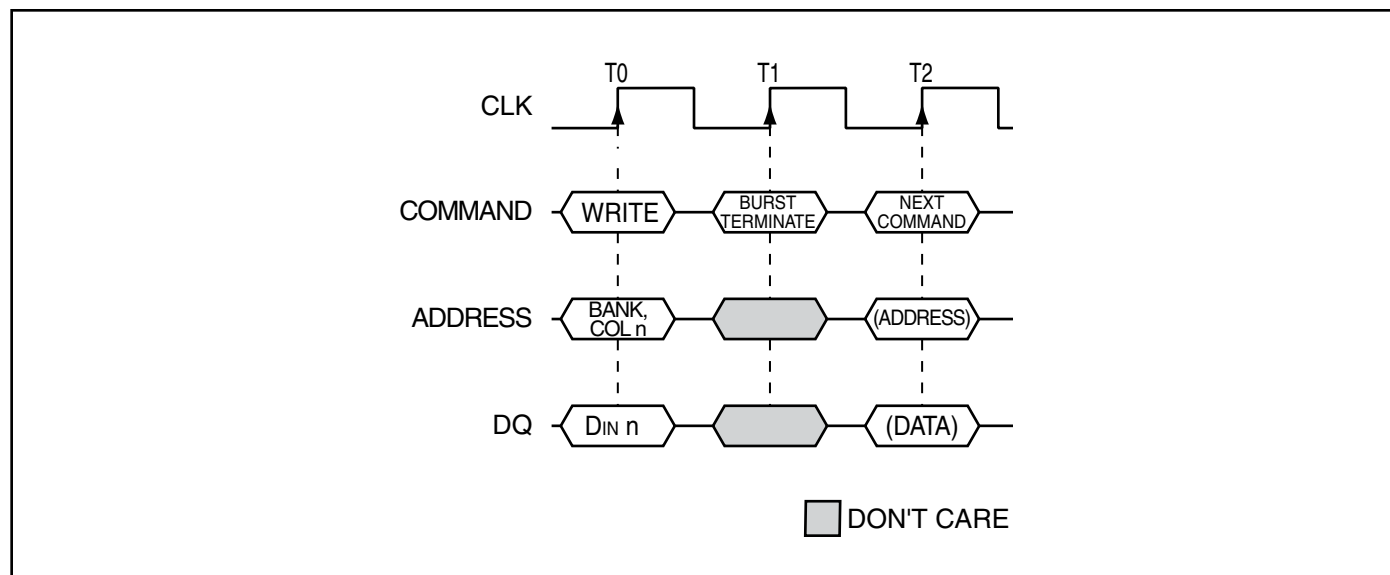 T0 T1 T2
CLK
COMMAND WRITE BURST TERMINATE NEXT COMMAND
ADDRESS BANK, COL n (ADDRESS)
DQ DIN n (DATA)
DON'T CARE